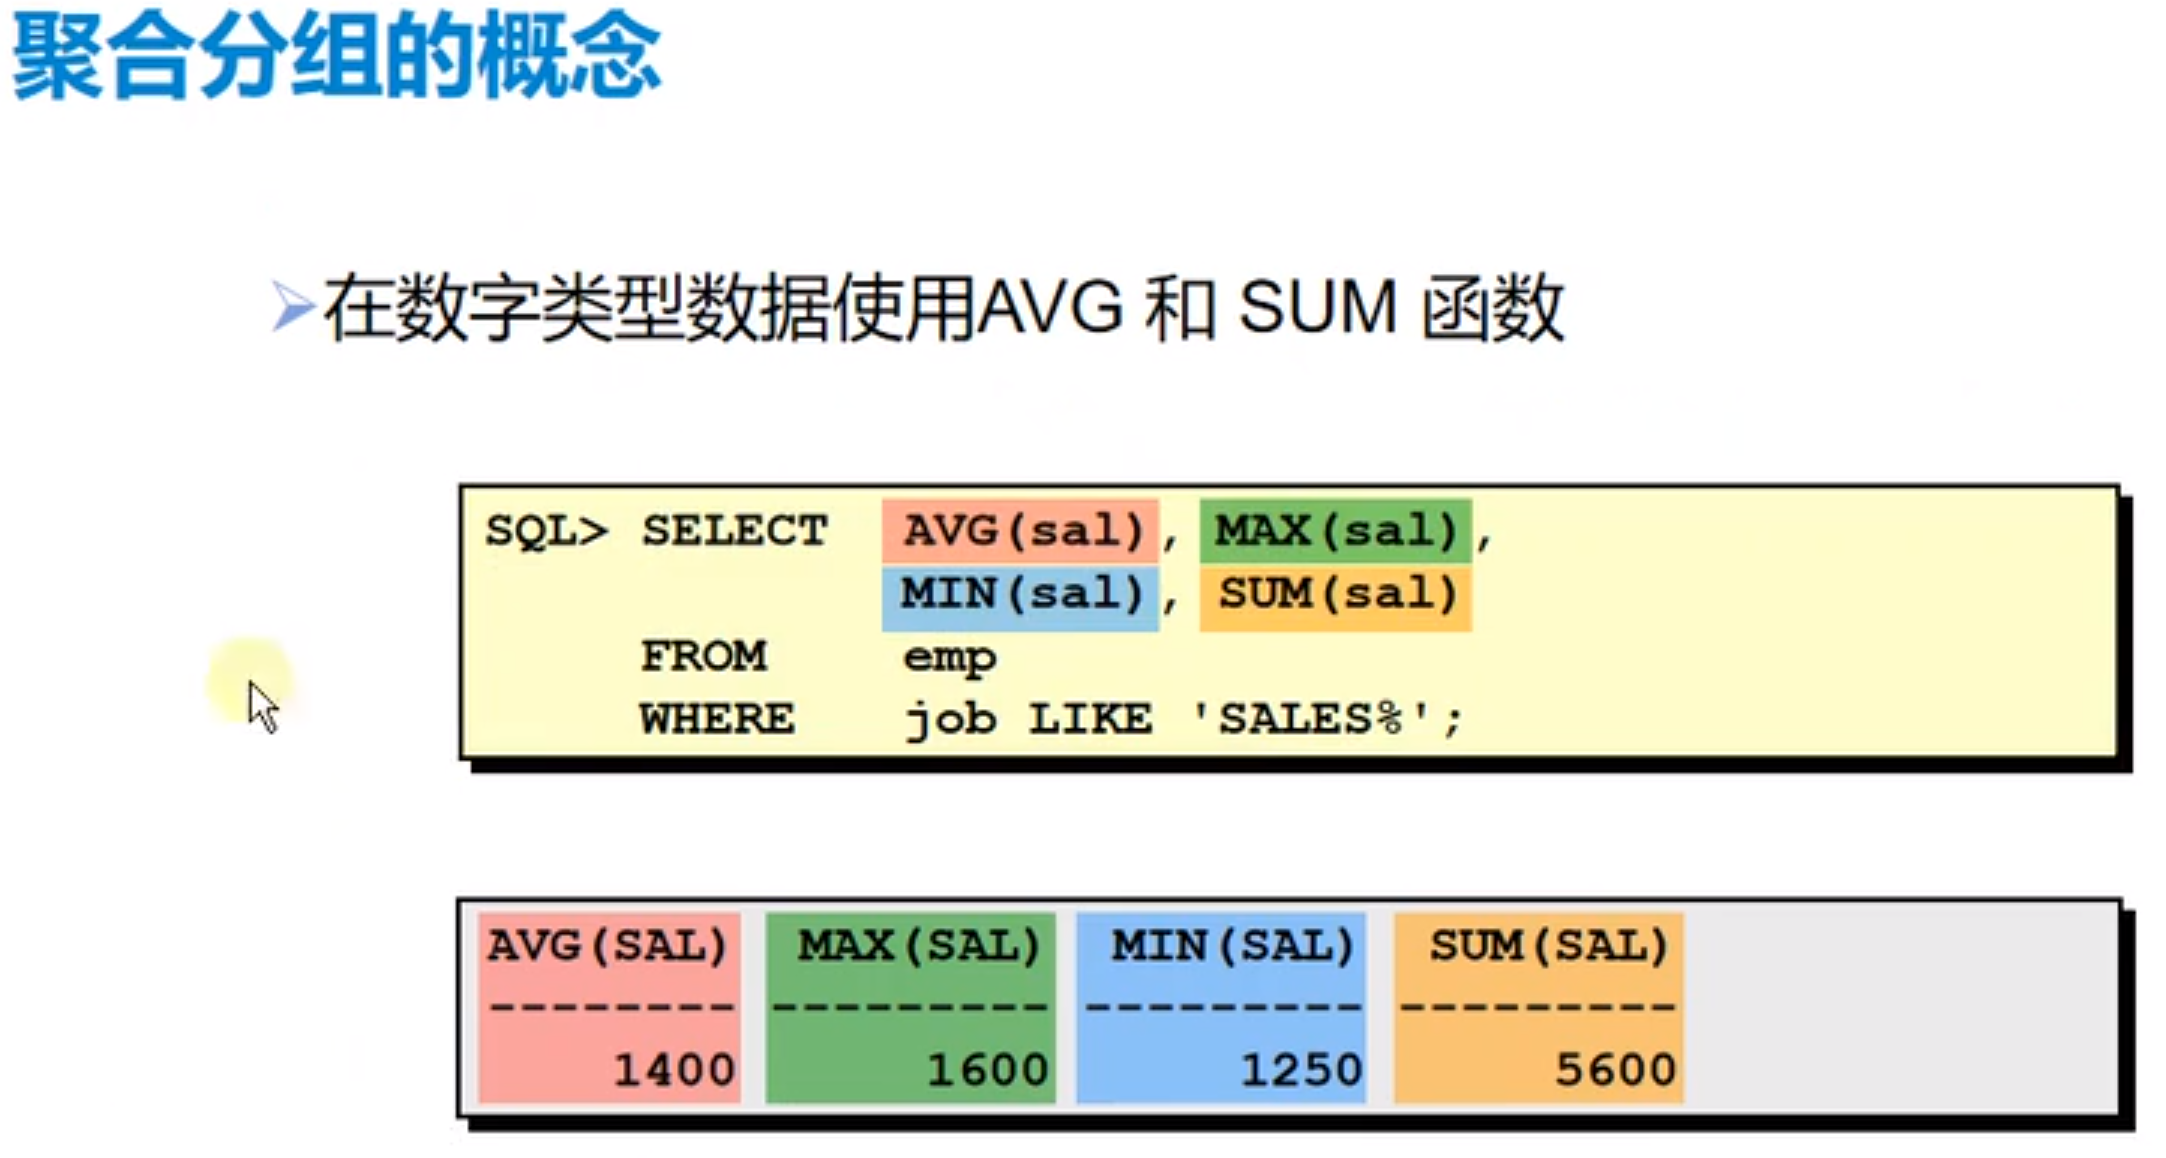 聚合分组的概念
➢在数字类型数据使用AVG 和 SUM 函数
SQL> SELECT AVG(sal), MAX(sal),
MIN(sal), SUM(sal)
FROM emp
WHERE job LIKE 'SALES%';
AVG(SAL) MAX(SAL) MIN(SAL) SUM(SAL)
-------- --------- --------- ---------
1400 1600 1250 5600